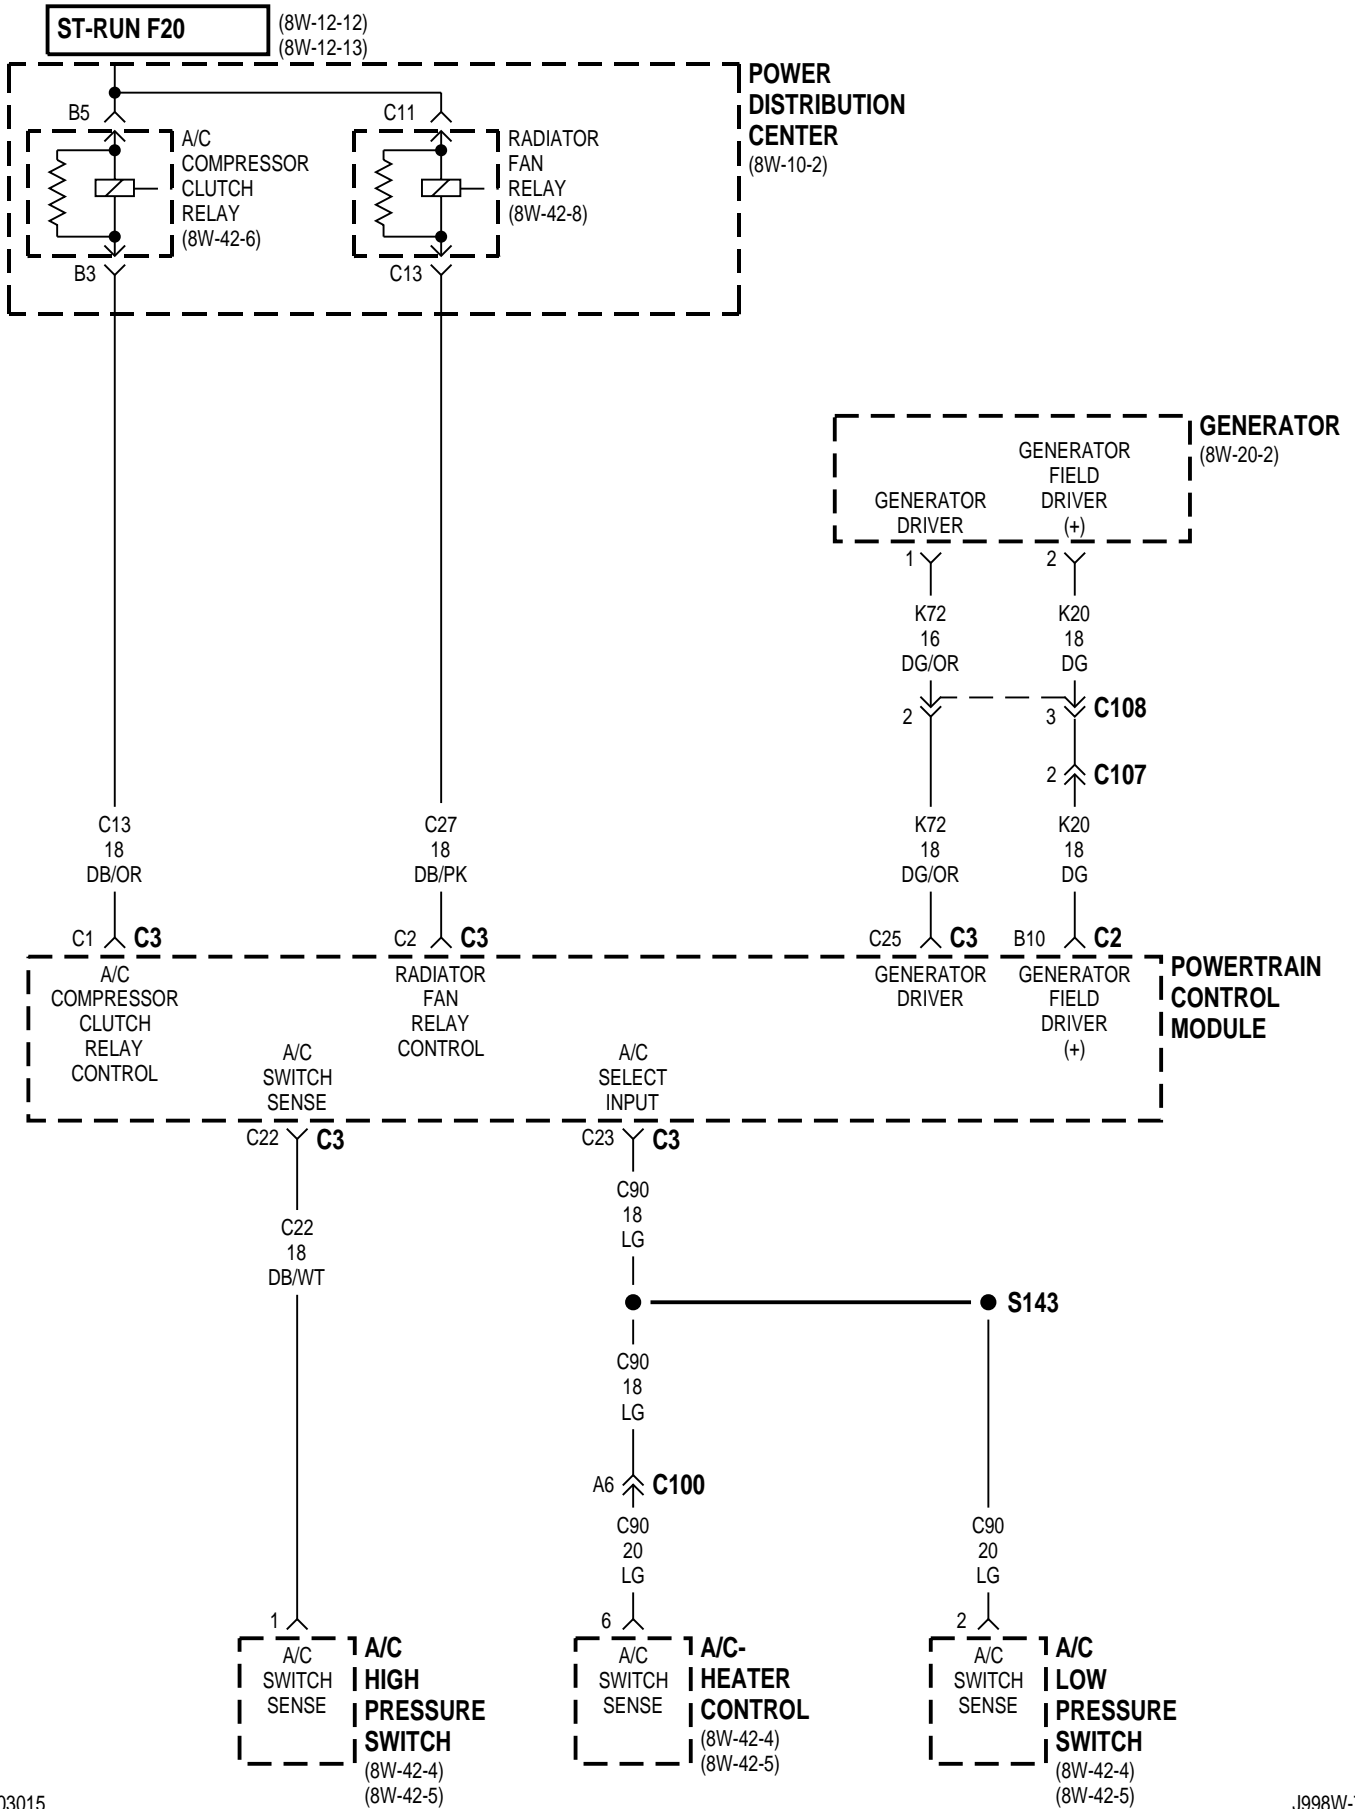 ST-RUN F20
(8W-12-12)
(8W-12-13)
POWER
DISTRIBUTION
CENTER
(8W-10-2)
B5
A/C
COMPRESSOR
CLUTCH
RELAY
(8W-42-6)
B3
C11
RADIATOR
FAN
RELAY
(8W-42-8)
C13
GENERATOR
(8W-20-2)
GENERATOR
DRIVER
GENERATOR
FIELD
DRIVER
(+)
1
2
K72
16
DG/OR
K20
18
DG
2
3
C108
2
C107
C13
18
DB/OR
C27
18
DB/PK
K72
18
DG/OR
K20
18
DG
C1
C3
C2
C3
C25
C3
B10
C2
POWERTRAIN
CONTROL
MODULE
A/C
COMPRESSOR
CLUTCH
RELAY
CONTROL
RADIATOR
FAN
RELAY
CONTROL
GENERATOR
DRIVER
GENERATOR
FIELD
DRIVER
(+)
A/C
SWITCH
SENSE
A/C
SELECT
INPUT
C22
C3
C23
C3
C22
18
DB/WT
C90
18
LG
S143
C90
18
LG
A6
C100
C90
20
LG
C90
20
LG
1
6
2
A/C
SWITCH
SENSE
A/C
HIGH
PRESSURE
SWITCH
(8W-42-4)
(8W-42-5)
A/C
SWITCH
SENSE
A/C-
HEATER
CONTROL
(8W-42-4)
(8W-42-5)
A/C
SWITCH
SENSE
A/C
LOW
PRESSURE
SWITCH
(8W-42-4)
(8W-42-5)
03015
J998W-